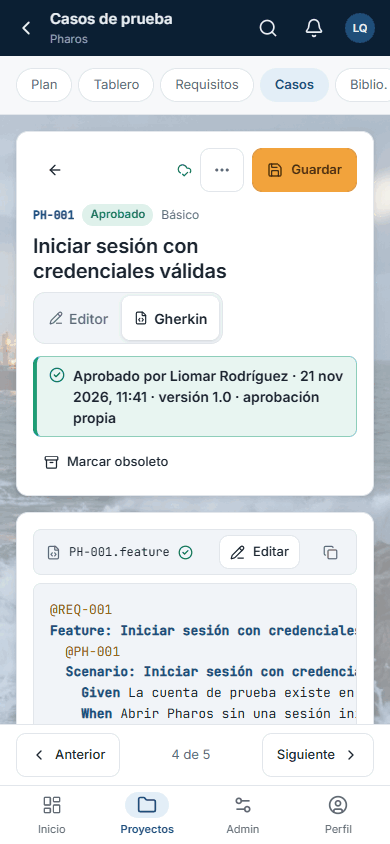 Casos de prueba
Pharos
LQ
Plan
Tablero
Requisitos
Casos
Biblio.
Guardar
PH-001
Aprobado
Básico
Iniciar sesión con
credenciales válidas
Editor
Gherkin
Aprobado por Liomar Rodríguez · 21 nov
2026, 11:41 · versión 1.0 · aprobación
propia
Marcar obsoleto
PH-001.feature
Editar
@REQ-001
Feature: Iniciar sesión con credenciales
@PH-001
Scenario: Iniciar sesión con credencia
Given La cuenta de prueba existe en
When Abrir Pharos sin una sesión in
Anterior
4 de 5
Siguiente
Inicio
Proyectos
Admin
Perfil